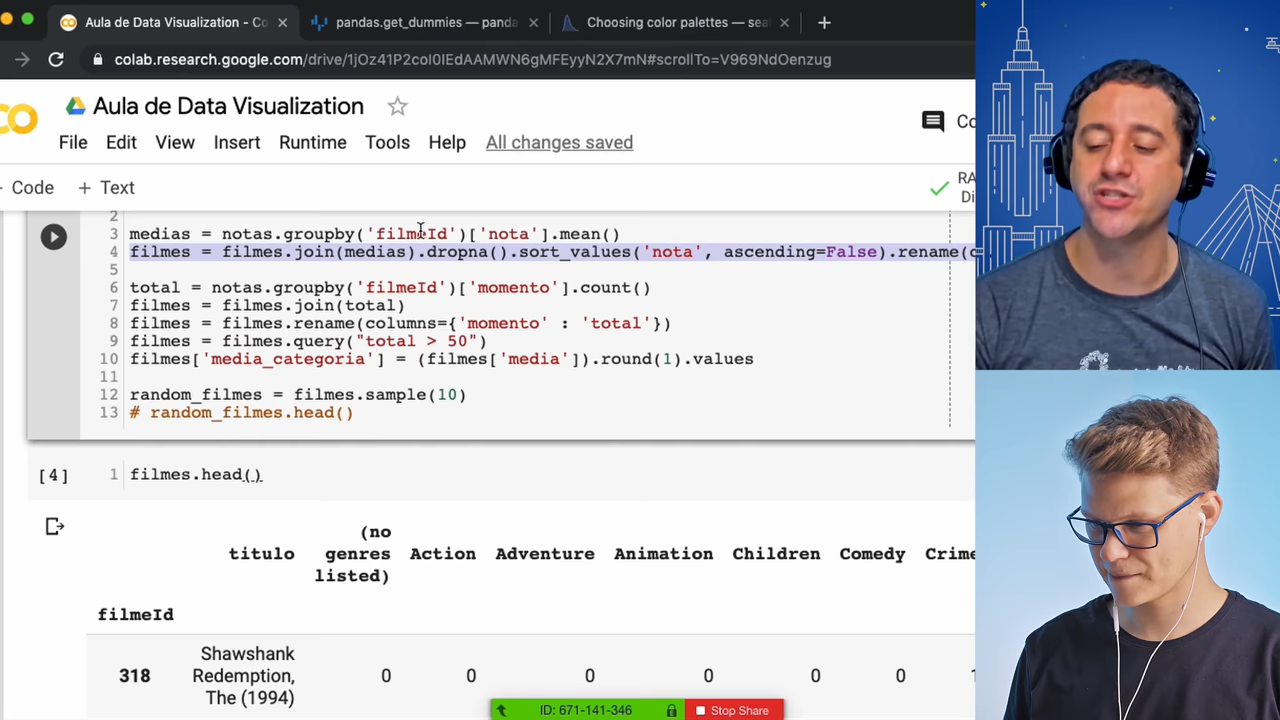 Aula de Data Visualization - Co
pandas.get_dummies — panda
Choosing color palettes — sea
colab.research.google.com/drive/1jOz41P2coI0IEdAAMWN6gMFEyyN2X7mN#scrollTo=V969NdOenzug
Aula de Data Visualization
Co
File Edit View Insert Runtime Tools Help All changes saved
Code + Text
RA
Di
2
3 medias = notas.groupby('filmeId')['nota'].mean()
4 filmes = filmes.join(medias).dropna().sort_values('nota', ascending=False).rename(c
5
6 total = notas.groupby('filmeId')['momento'].count()
7 filmes = filmes.join(total)
8 filmes = filmes.rename(columns={'momento' : 'total'})
9 filmes = filmes.query("total > 50")
10 filmes['media_categoria'] = (filmes['media']).round(1).values
11
12 random_filmes = filmes.sample(10)
13 # random_filmes.head()
[4] 1 filmes.head()
titulo (no genres listed) Action Adventure Animation Children Comedy Crime
filmeId
318 Shawshank Redemption, The (1994) 0 0 0 0 0 0 1
ID: 671-141-346 Stop Share